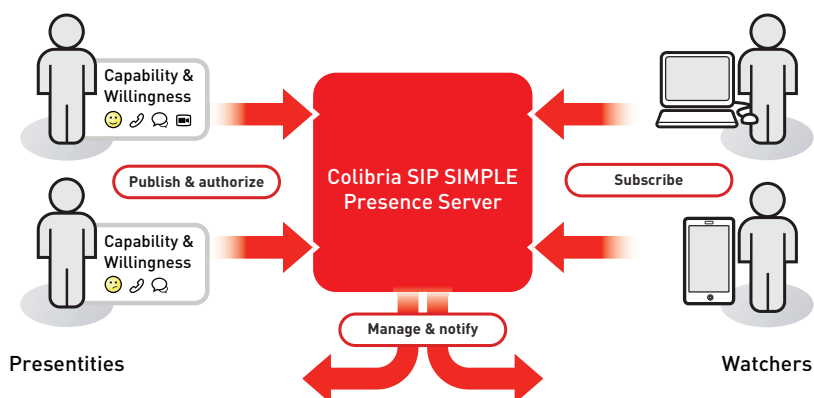 Capability &
Willingness
Publish & authorize
Capability &
Willingness
Presentities
Colibria SIP SIMPLE
Presence Server
Manage & notify
Subscribe
Watchers